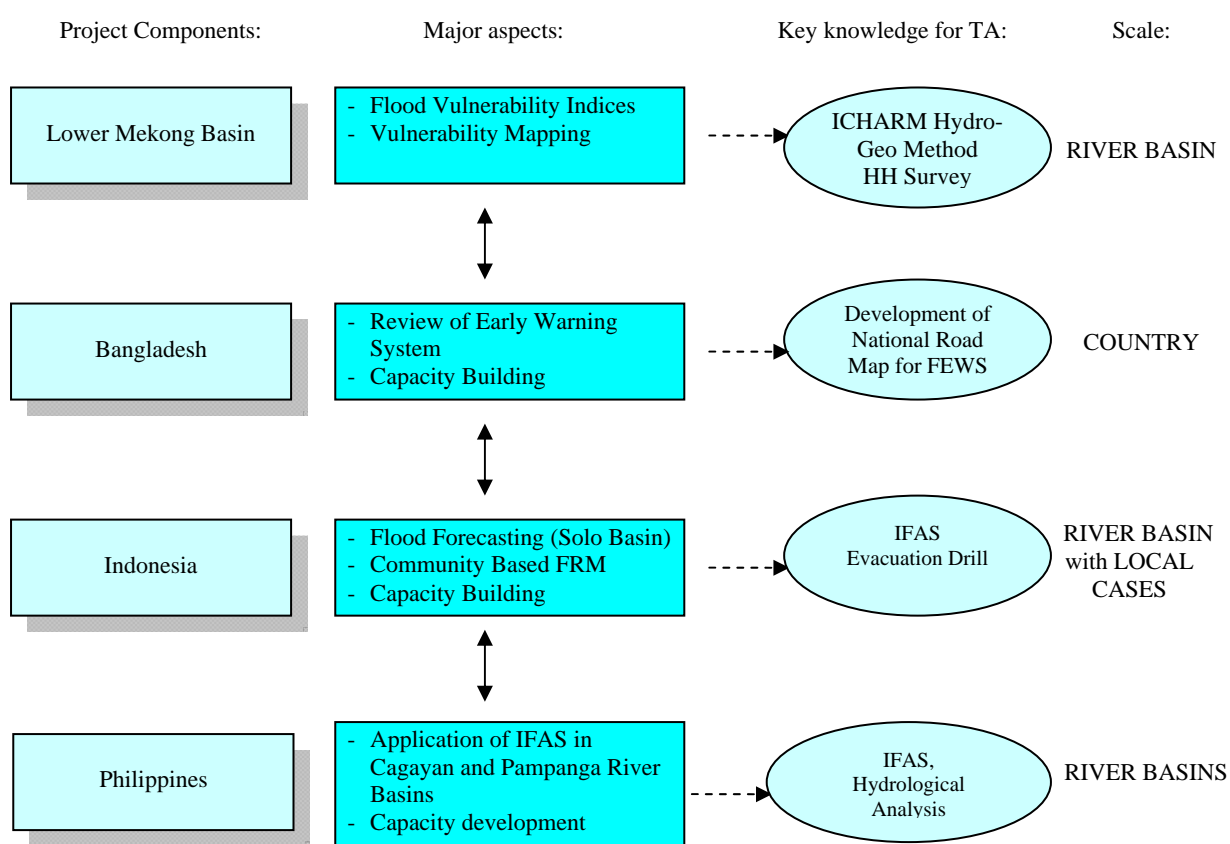 Project Components:
Major aspects:
Key knowledge for TA:
Scale:
Lower Mekong Basin
- Flood Vulnerability Indices
- Vulnerability Mapping
ICHARM Hydro-
Geo Method
HH Survey
RIVER BASIN
Bangladesh
- Review of Early Warning
System
- Capacity Building
Development of
National Road
Map for FEWS
COUNTRY
Indonesia
- Flood Forecasting (Solo Basin)
- Community Based FRM
- Capacity Building
IFAS
Evacuation Drill
RIVER BASIN
with LOCAL
CASES
Philippines
- Application of IFAS in
Cagayan and Pampanga River
Basins
- Capacity development
IFAS,
Hydrological
Analysis
RIVER BASINS